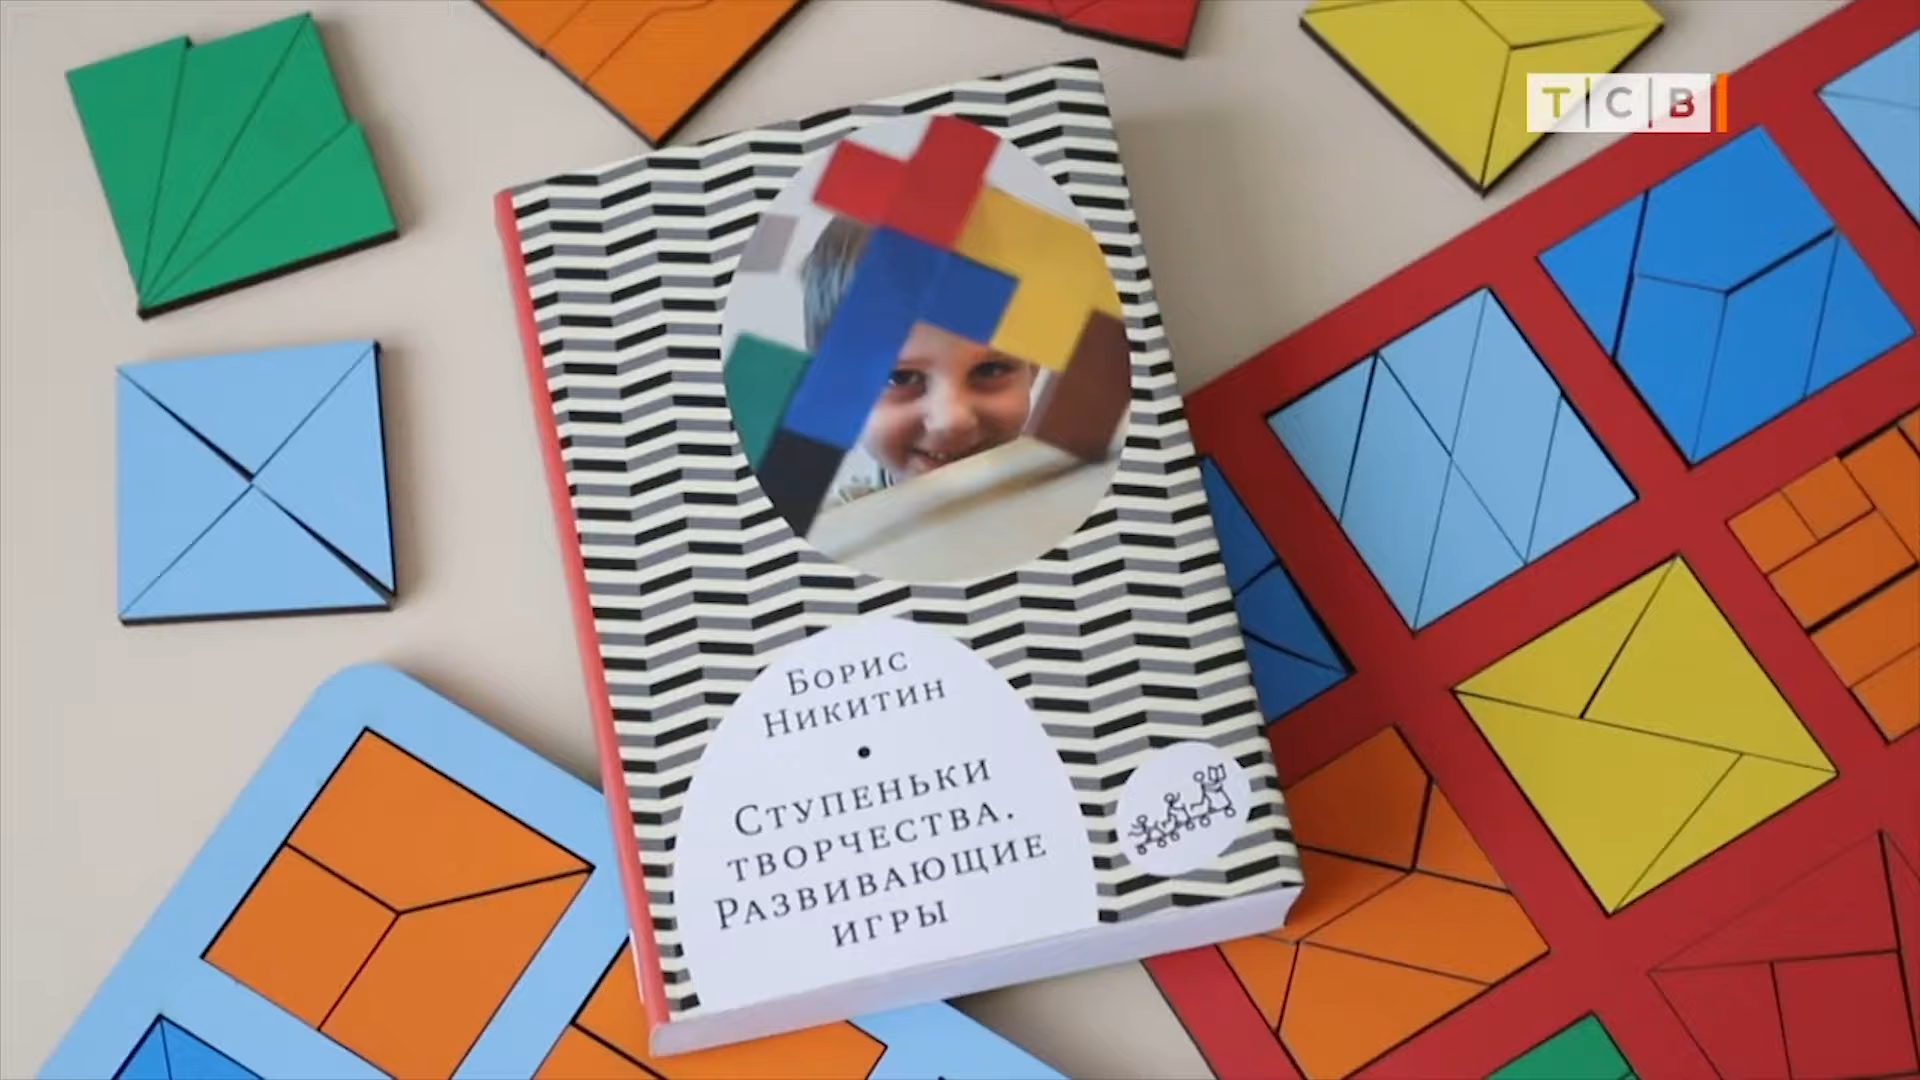 ТСВ
Борис
Никитин
•
Ступеньки
творчества.
Развивающие
игры